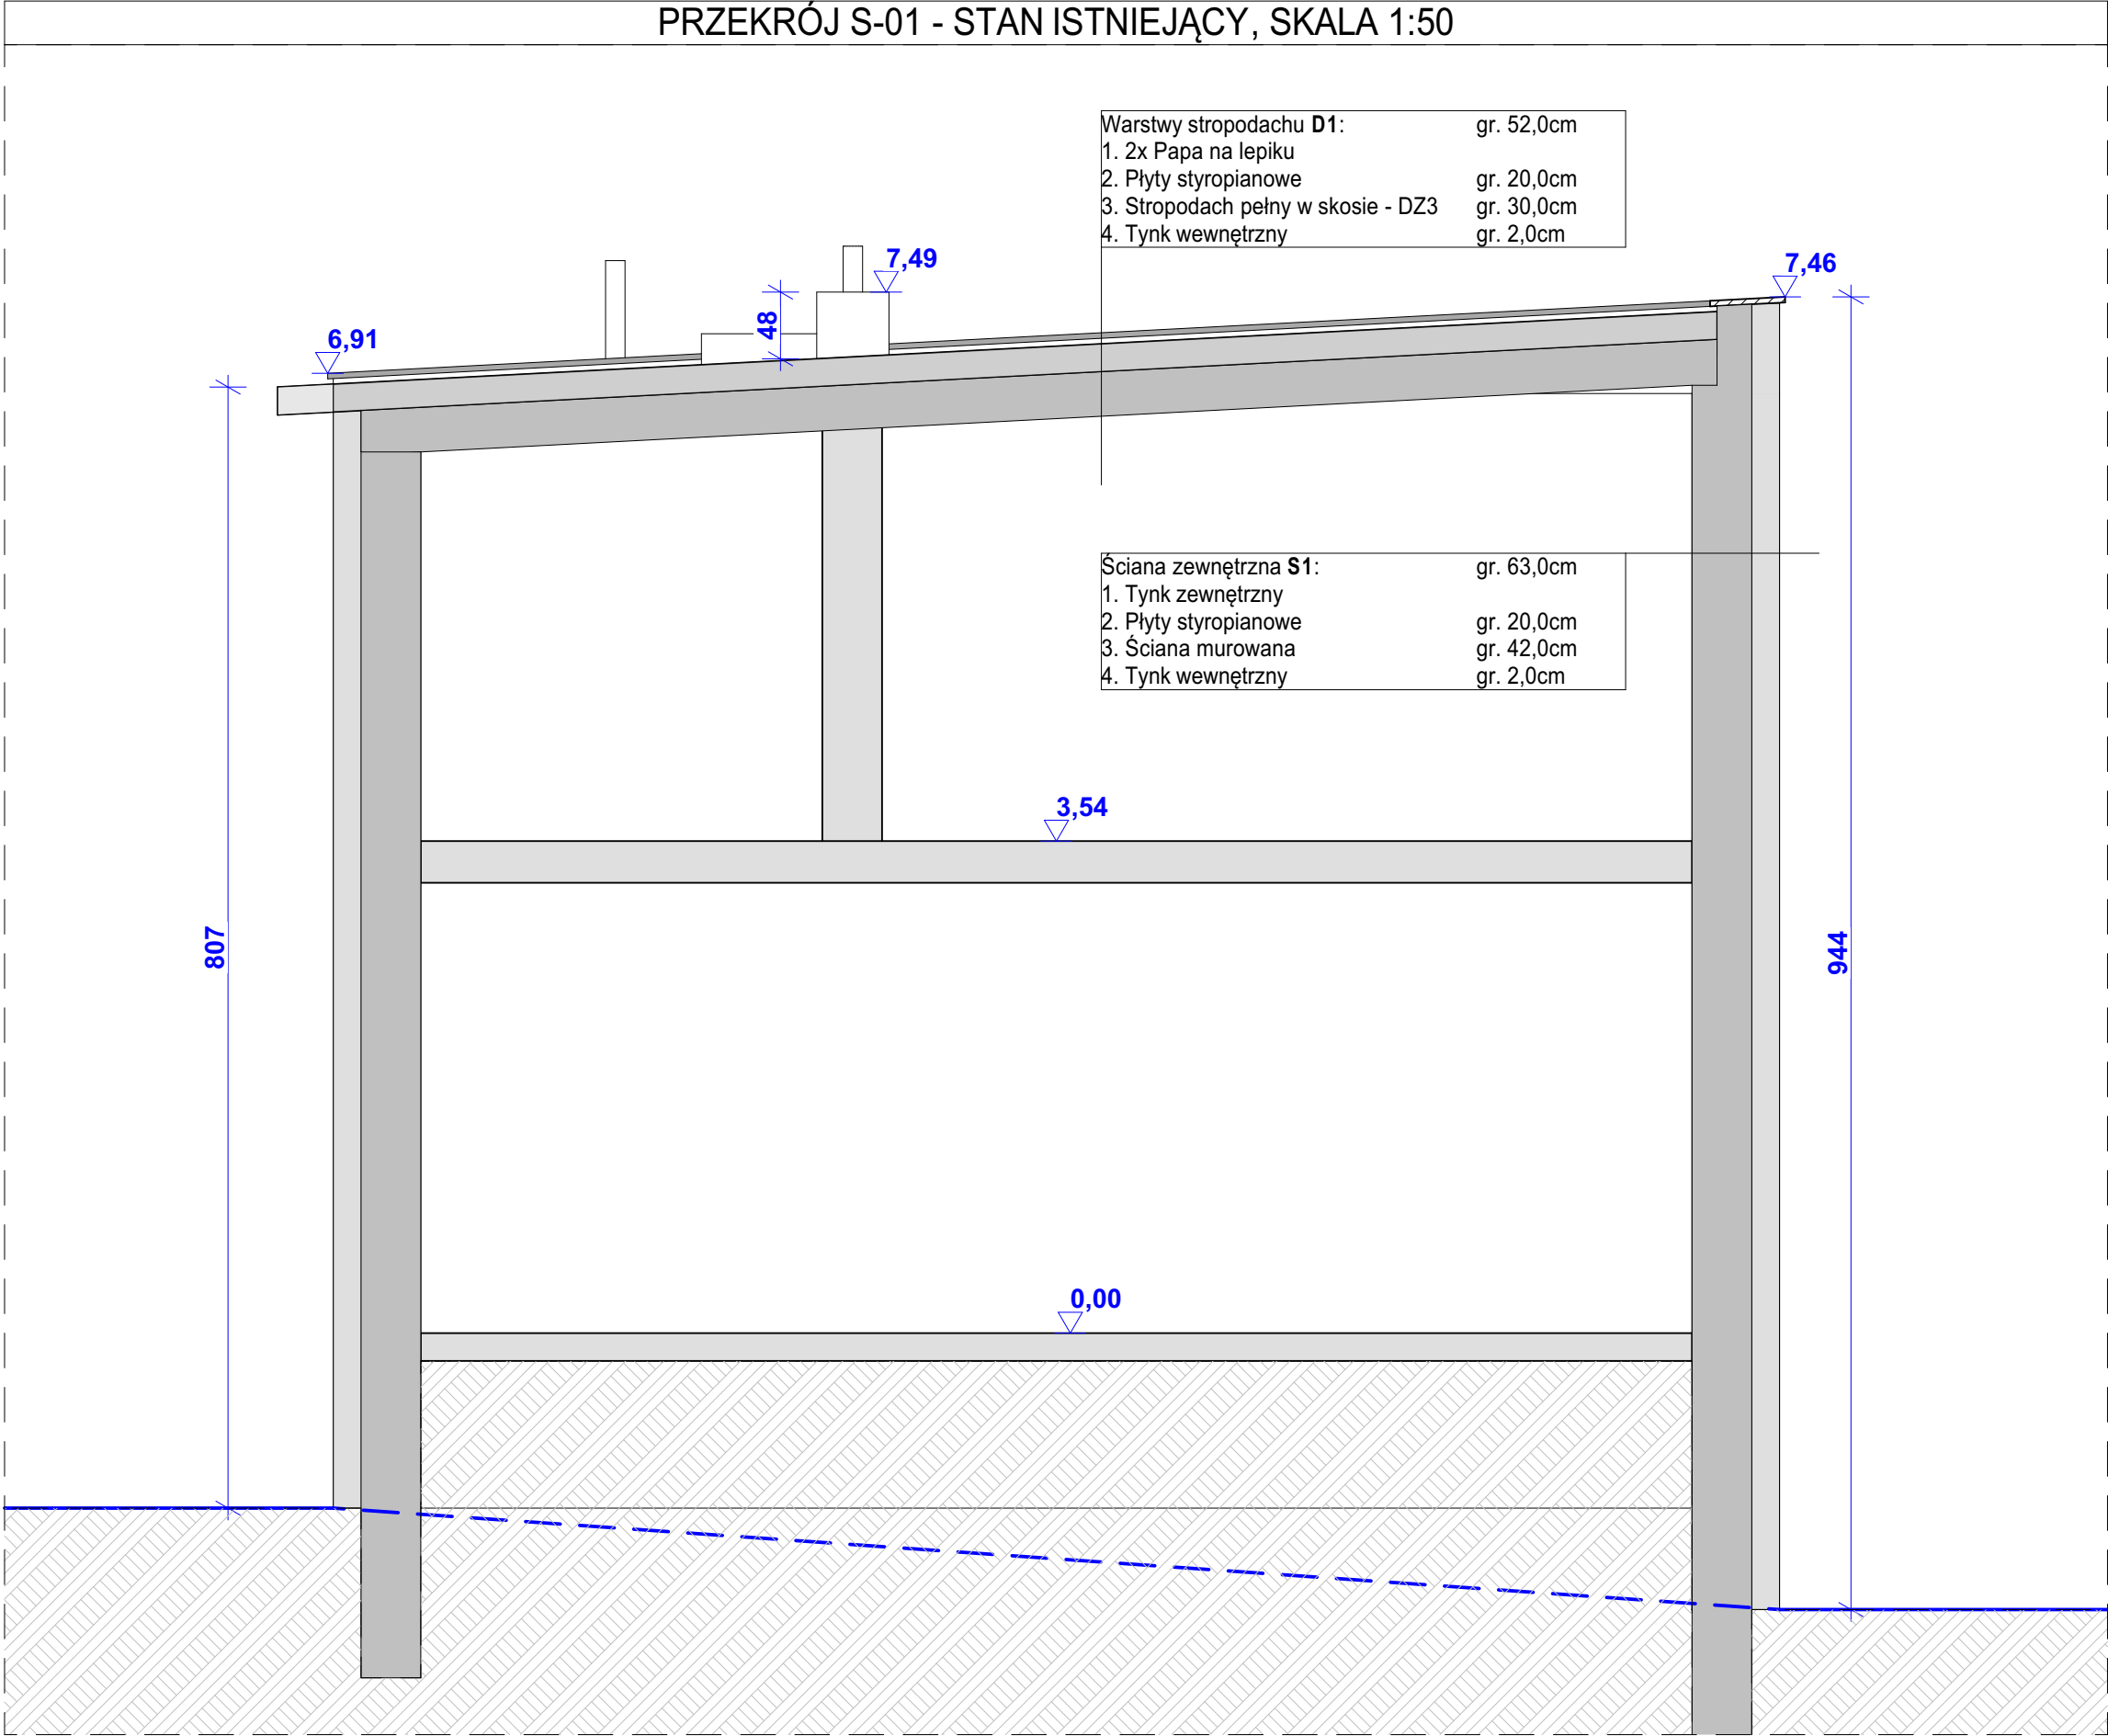 PRZEKRÓJ S-01 - STAN ISTNIEJĄCY, SKALA 1:50
Warstwy stropodachu D1: gr. 52,0cm
1. 2x Papa na lepiku
2. Płyty styropianowe gr. 20,0cm
3. Stropodach pełny w skosie - DZ3 gr. 30,0cm
4. Tynk wewnętrzny gr. 2,0cm
7,49
7,46
48
6,91
Ściana zewnętrzna S1: gr. 63,0cm
1. Tynk zewnętrzny
2. Płyty styropianowe gr. 20,0cm
3. Ściana murowana gr. 42,0cm
4. Tynk wewnętrzny gr. 2,0cm
3,54
807
944
0,00